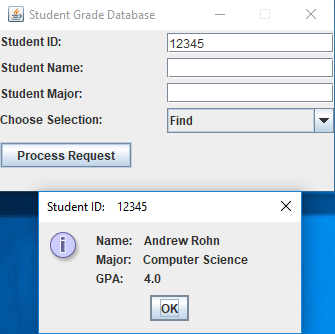 Student Grade Database
Student ID: 12345
Student Name:
Student Major:
Choose Selection: Find
Process Request
Student ID: 12345
Name: Andrew Rohn
Major: Computer Science
GPA: 4.0
OK